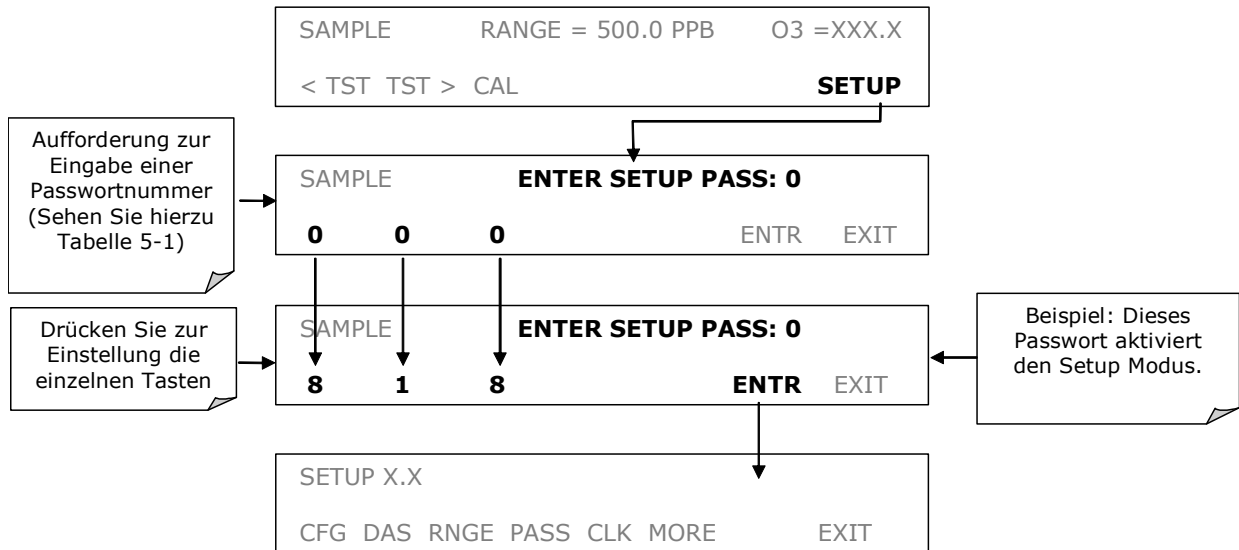 SAMPLE RANGE = 500.0 PPB O3 =XXX.X
< TST TST > CAL SETUP
Aufforderung zur
Eingabe einer
Passwortnummer
(Sehen Sie hierzu
Tabelle 5-1)
SAMPLE ENTER SETUP PASS: 0
0 0 0 ENTR EXIT
Drücken Sie zur
Einstellung die
einzelnen Tasten
SAMPLE ENTER SETUP PASS: 0
8 1 8 ENTR EXIT
Beispiel: Dieses
Passwort aktiviert
den Setup Modus.
SETUP X.X
CFG DAS RNGE PASS CLK MORE EXIT